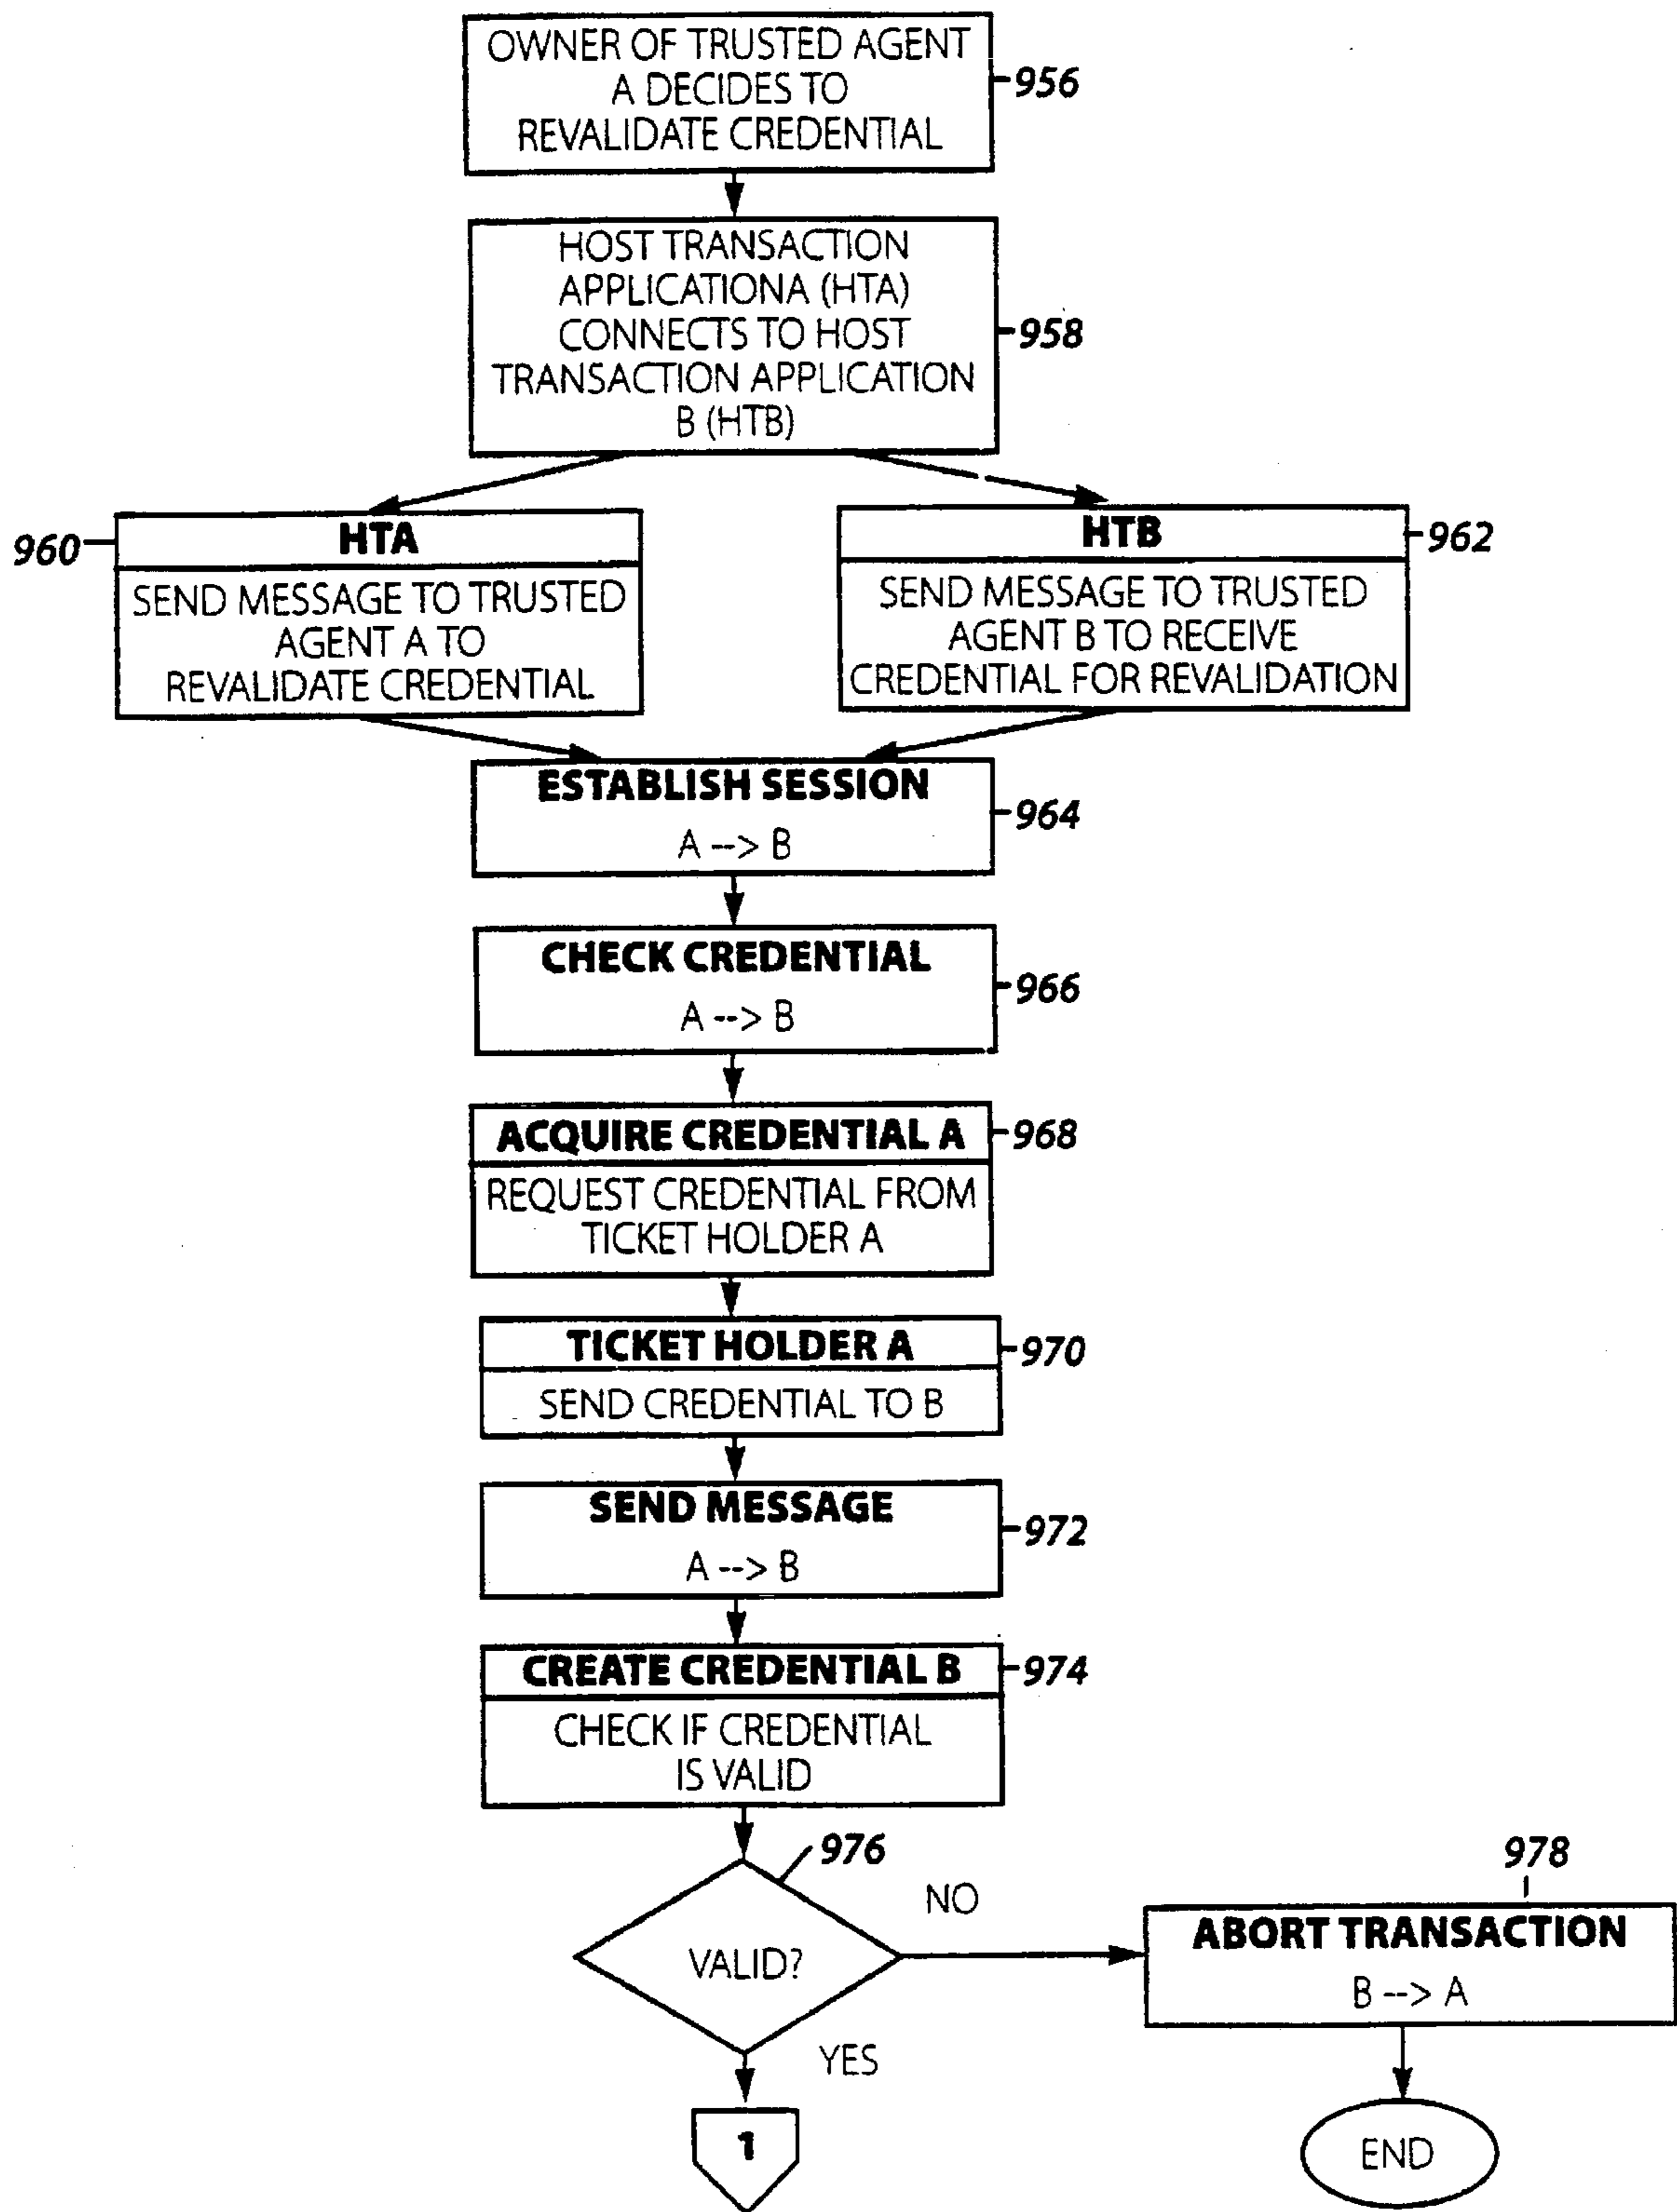 OWNER OF TRUSTED AGENT
A DECIDES TO
REVALIDATE CREDENTIAL
956
HOST TRANSACTION
APPLICATIONA (HTA)
CONNECTS TO HOST
TRANSACTION APPLICATION
B (HTB)
958
960
HTA
SEND MESSAGE TO TRUSTED
AGENT A TO
REVALIDATE CREDENTIAL
HTB
962
SEND MESSAGE TO TRUSTED
AGENT B TO RECEIVE
CREDENTIAL FOR REVALIDATION
ESTABLISH SESSION
A --> B
964
CHECK CREDENTIAL
A --> B
966
ACQUIRE CREDENTIAL A
968
REQUEST CREDENTIAL FROM
TICKET HOLDER A
TICKET HOLDER A
970
SEND CREDENTIAL TO B
SEND MESSAGE
972
A --> B
CREATE CREDENTIAL B
974
CHECK IF CREDENTIAL
IS VALID
976
VALID?
NO
978
ABORT TRANSACTION
B --> A
YES
1
END